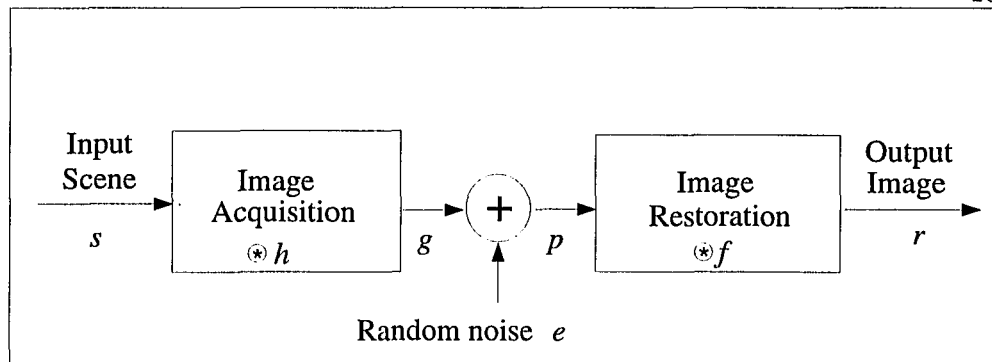 Input
Scene
s
Image
Acquisition
⊛ h
g
+
p
Random noise e
Image
Restoration
⊛ f
Output
Image
r